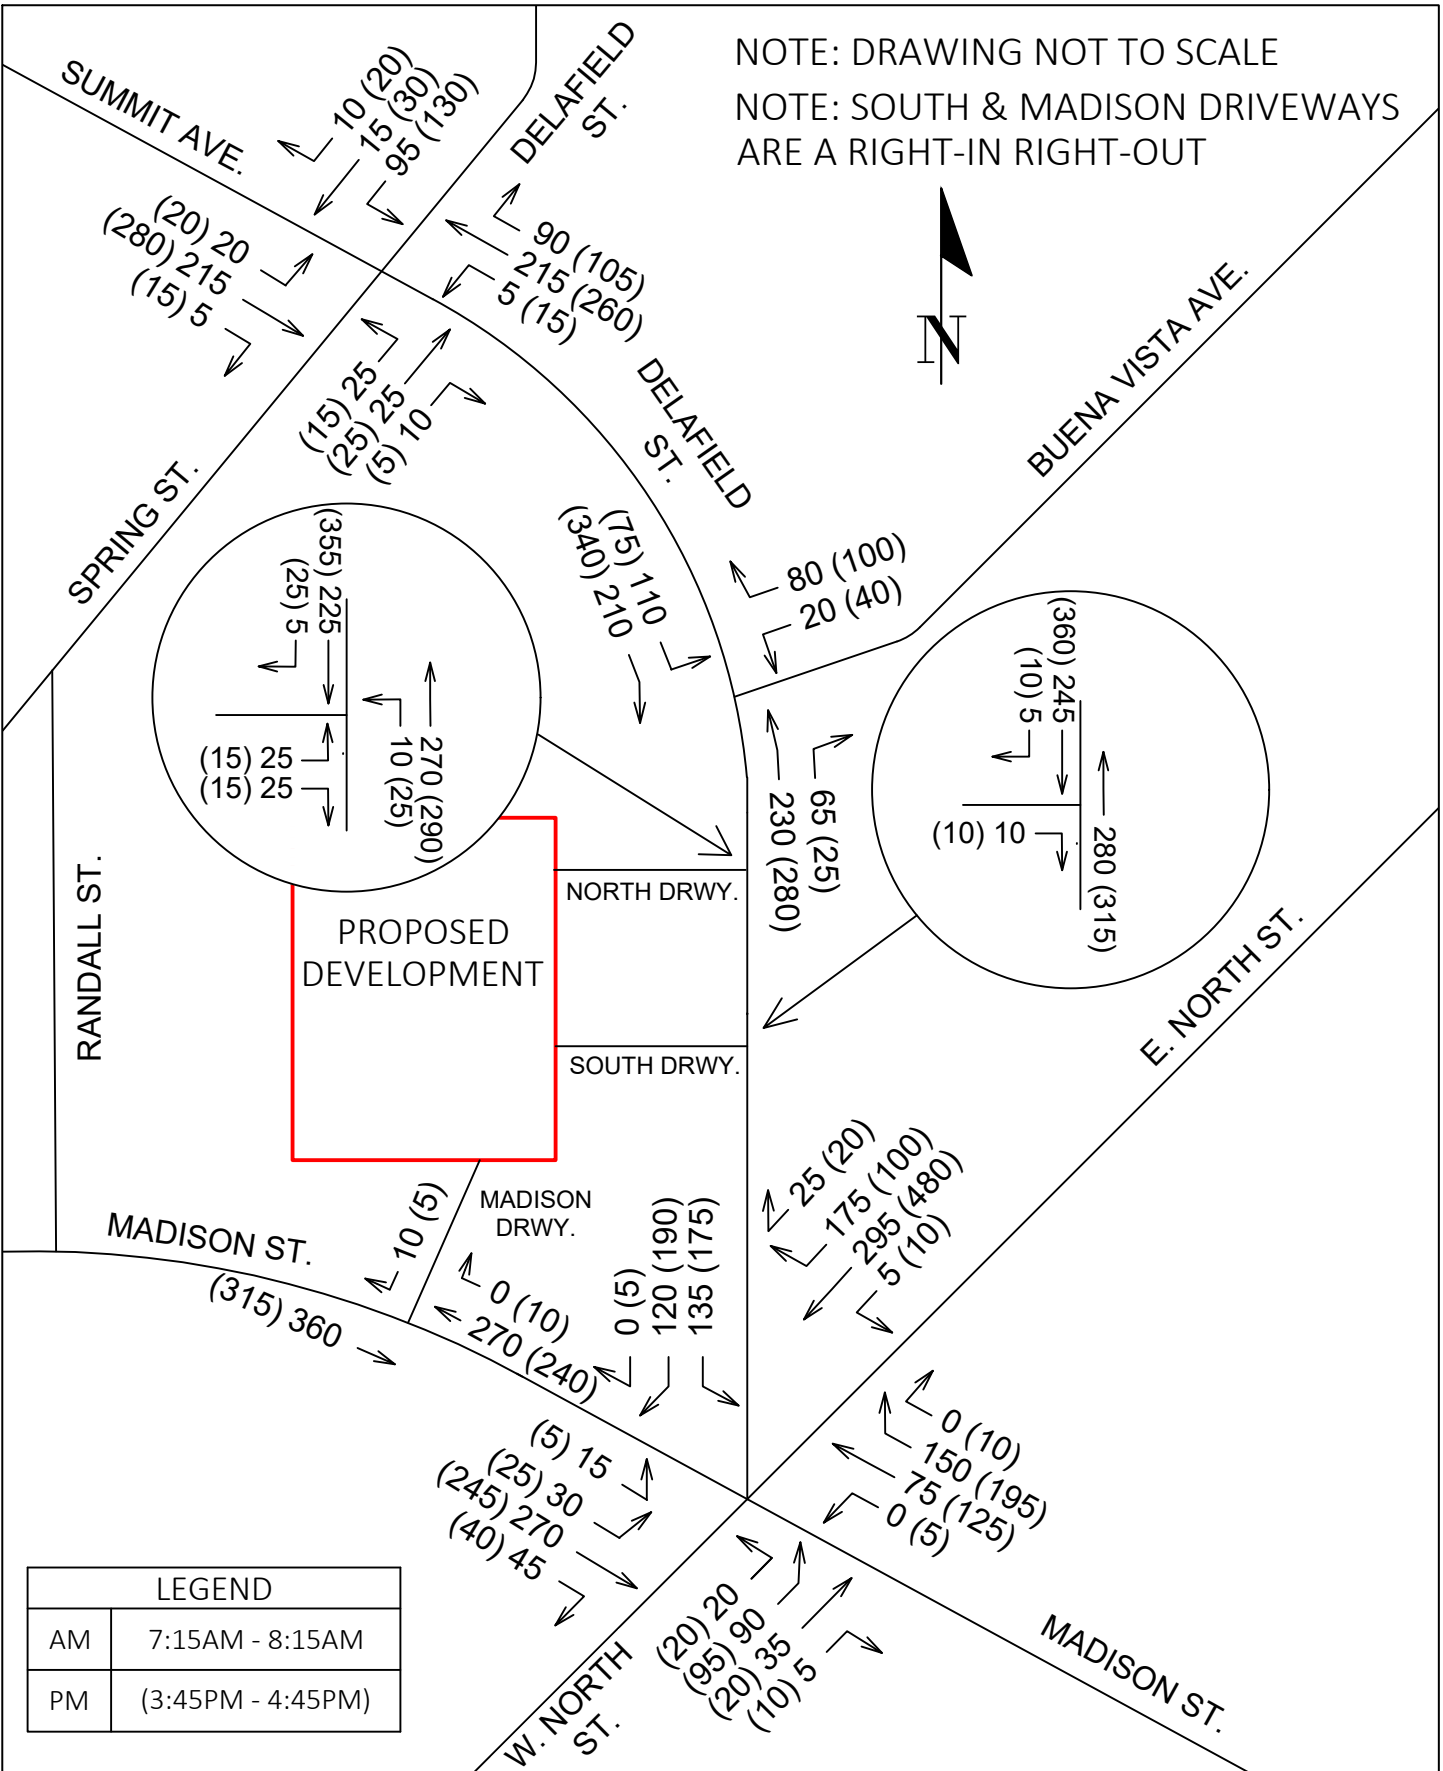 NOTE: DRAWING NOT TO SCALE
NOTE: SOUTH & MADISON DRIVEWAYS
ARE A RIGHT-IN RIGHT-OUT
N
SUMMIT AVE.
DELAFIELD
ST.
10 (20)
15 (30)
95 (130)
(20) 20
(280) 215
(15) 5
90 (105)
215 (260)
5 (15)
(15) 25
(25) 25
(5) 10
SPRING ST.
DELAFIELD
ST.
BUENA VISTA AVE.
(75) 110
(340) 210
80 (100)
20 (40)
65 (25)
230 (280)
(355) 225
(25) 5
270 (290)
10 (25)
(15) 25
(15) 25
(360) 245
(10) 5
280 (315)
(10) 10
NORTH DRWY.
PROPOSED
DEVELOPMENT
SOUTH DRWY.
RANDALL ST.
E. NORTH ST.
MADISON
DRWY.
MADISON ST.
10 (5)
(315) 360
0 (10)
270 (240)
0 (5)
120 (190)
135 (175)
25 (20)
175 (100)
295 (480)
5 (10)
(5) 15
(25) 30
(245) 270
(40) 45
0 (10)
150 (195)
75 (125)
0 (5)
(20) 20
(95) 90
(20) 35
(10) 5
W. NORTH
ST.
MADISON ST.
LEGEND
AM 7:15AM - 8:15AM
PM (3:45PM - 4:45PM)